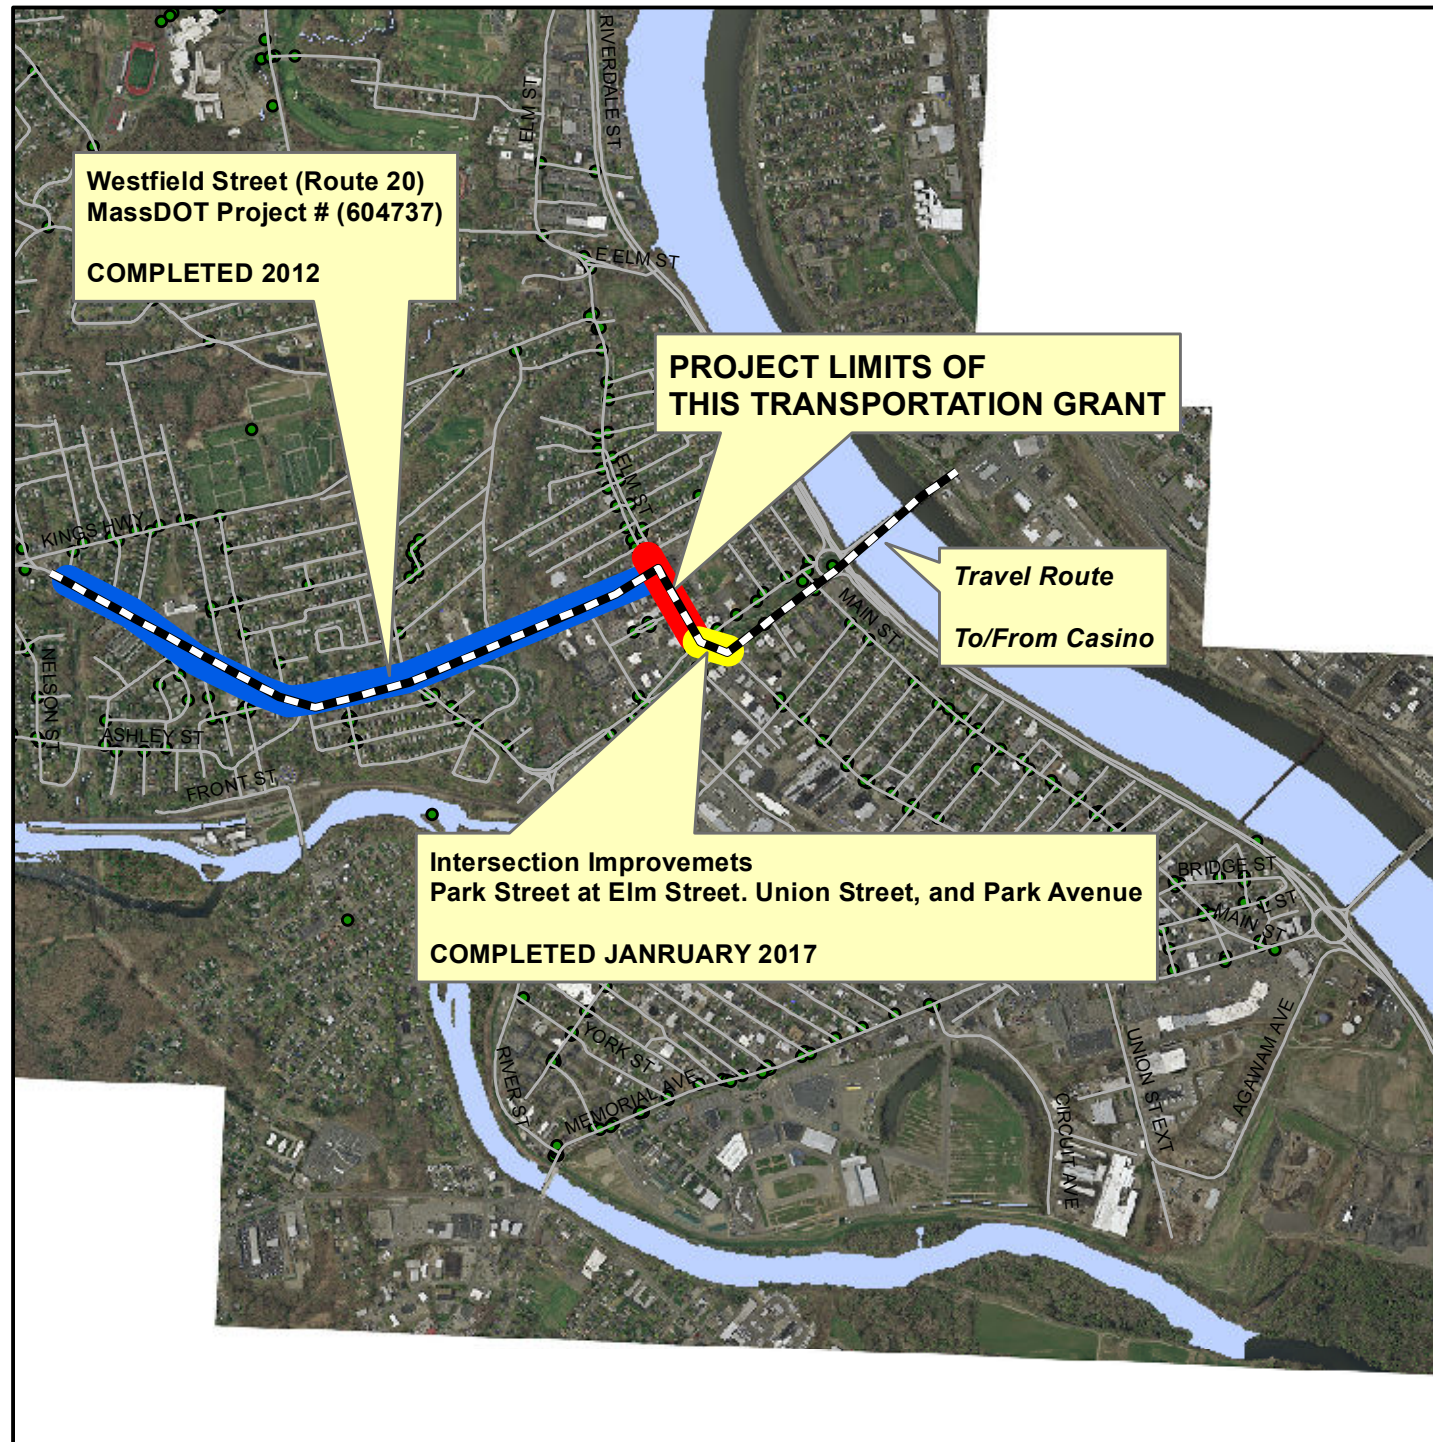 RIVERDALE ST
ELM ST
Westfield Street (Route 20)
MassDOT Project # (604737)
COMPLETED 2012
E ELM ST
PROJECT LIMITS OF
THIS TRANSPORTATION GRANT
ELM ST
KINGS HWY
Travel Route
To/From Casino
MAIN ST
NELSON ST
ASHLEY ST
FRONT ST
Intersection Improvemets
Park Street at Elm Street. Union Street, and Park Avenue
COMPLETED JANRUARY 2017
BRIDGE ST
L ST
MAIN ST
YORK ST
RIVER ST
MEMORIAL AVE
CIRCUIT AVE
UNION ST EXT
AGAWAM AVE